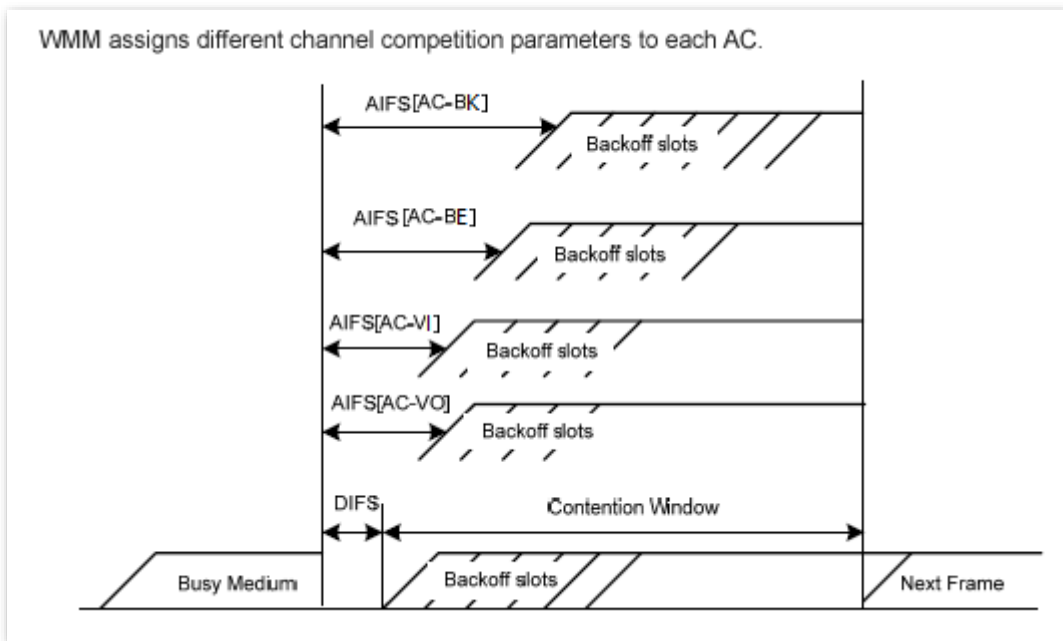 WMM assigns different channel competition parameters to each AC.
AIFS[AC-BK]
Backoff slots
AIFS [AC-BE]
Backoff slots
AIFS[AC-VI]
Backoff slots
AIFS[AC-VO]
Backoff slots
DIFS
Contention Window
Busy Medium
Backoff slots
Next Frame